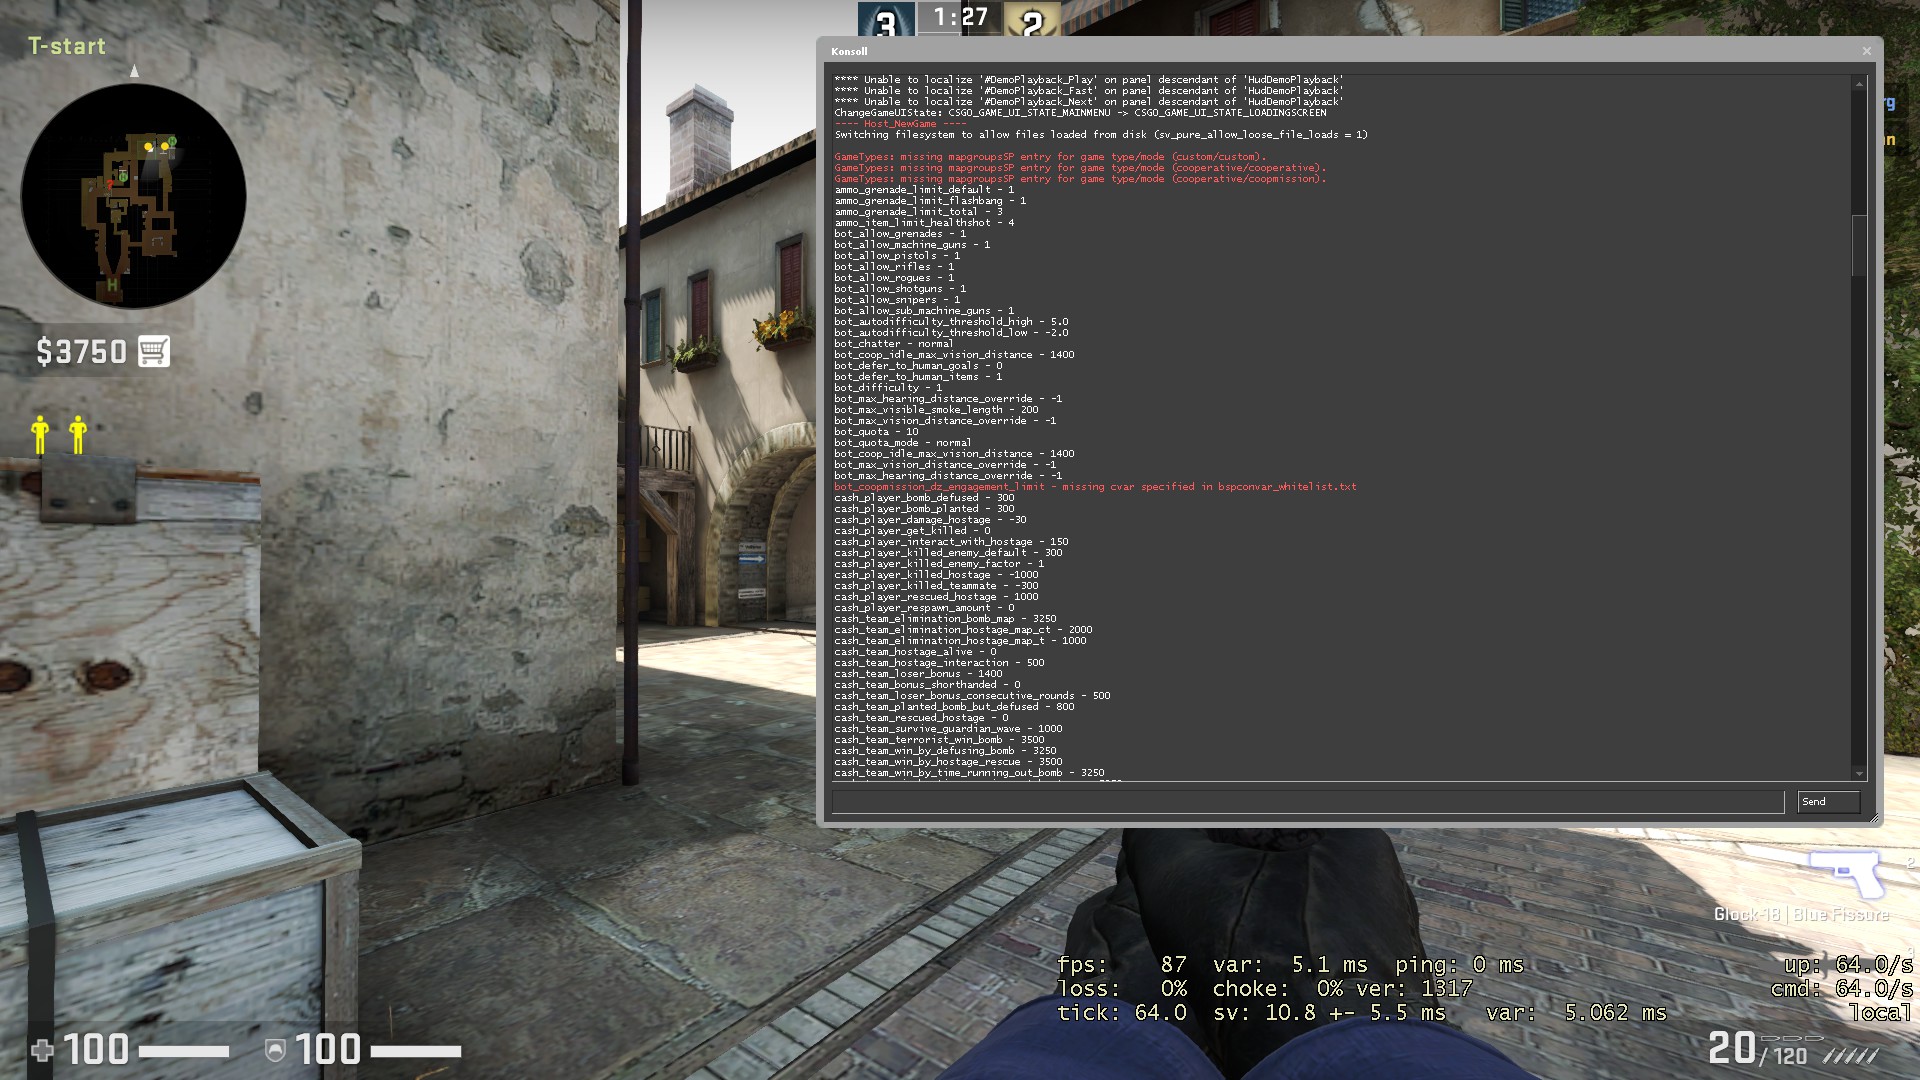 T-start
3
1:27
2
Konsoll
**** Unable to localize '#DemoPlayback_Play' on panel descendant of 'HudDemoPlayback'
**** Unable to localize '#DemoPlayback_Fast' on panel descendant of 'HudDemoPlayback'
**** Unable to localize '#DemoPlayback_Next' on panel descendant of 'HudDemoPlayback'
ChangeGameUIState: CSGO_GAME_UI_STATE_MAINMENU -> CSGO_GAME_UI_STATE_LOADINGSCREEN
---- Host_NewGame ----
Switching filesystem to allow files loaded from disk (sv_pure_allow_loose_file_loads = 1)
GameTypes: missing mapgroupsSP entry for game type/mode (custom/custom).
GameTypes: missing mapgroupsSP entry for game type/mode (cooperative/cooperative).
GameTypes: missing mapgroupsSP entry for game type/mode (cooperative/coopmission).
ammo_grenade_limit_default - 1
ammo_grenade_limit_flashbang - 1
ammo_grenade_limit_total - 3
ammo_item_limit_healthshot - 4
bot_allow_grenades - 1
bot_allow_machine_guns - 1
bot_allow_pistols - 1
bot_allow_rifles - 1
bot_allow_rogues - 1
bot_allow_shotguns - 1
bot_allow_snipers - 1
bot_allow_sub_machine_guns - 1
bot_autodifficulty_threshold_high - 5.0
bot_autodifficulty_threshold_low - -2.0
bot_chatter - normal
bot_coop_idle_max_vision_distance - 1400
bot_defer_to_human_goals - 0
bot_defer_to_human_items - 1
bot_difficulty - 1
bot_max_hearing_distance_override - -1
bot_max_visible_smoke_length - 200
bot_max_vision_distance_override - -1
bot_quota - 10
bot_quota_mode - normal
bot_coop_idle_max_vision_distance - 1400
bot_max_vision_distance_override - -1
bot_max_hearing_distance_override - -1
bot_coopmission_dz_engagement_limit - missing cvar specified in bspconvar_whitelist.txt
cash_player_bomb_defused - 300
cash_player_bomb_planted - 300
cash_player_damage_hostage - -30
cash_player_get_killed - 0
cash_player_interact_with_hostage - 150
cash_player_killed_enemy_default - 300
cash_player_killed_enemy_factor - 1
cash_player_killed_hostage - -1000
cash_player_killed_teammate - -300
cash_player_rescued_hostage - 1000
cash_player_respawn_amount - 0
cash_team_elimination_bomb_map - 3250
cash_team_elimination_hostage_map_ct - 2000
cash_team_elimination_hostage_map_t - 1000
cash_team_hostage_alive - 0
cash_team_hostage_interaction - 500
cash_team_loser_bonus - 1400
cash_team_bonus_shorthanded - 0
cash_team_loser_bonus_consecutive_rounds - 500
cash_team_planted_bomb_but_defused - 800
cash_team_rescued_hostage - 0
cash_team_survive_guardian_wave - 1000
cash_team_terrorist_win_bomb - 3500
cash_team_win_by_defusing_bomb - 3250
cash_team_win_by_hostage_rescue - 3500
cash_team_win_by_time_running_out_bomb - 3250
Send
H
$3750
2
Glock-18 | Blue Fissure
fps: 87 var: 5.1 ms ping: 0 ms
up: 64.0/s
loss: 0% choke: 0% ver: 1317
cmd: 64.0/s
tick: 64.0 sv: 10.8 +- 5.5 ms var: 5.062 ms
local
100
100
20/120